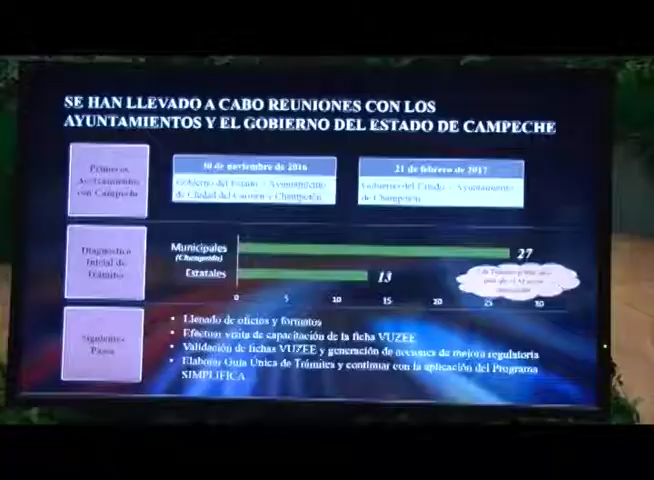 SE HAN LLEVADO A CABO REUNIONES CON LOS
AYUNTAMIENTOS Y EL GOBIERNO DEL ESTADO DE CAMPECHE
Primeros
Acercamientos
con Campeche
30 de noviembre de 2016
Gobierno del Estado - Ayuntamiento
de Ciudad del Carmen y Champotón
21 de febrero de 2017
Gobierno del Estado - Ayuntamiento
de Champotón
Diagnóstico
Inicial de
Trámites
Municipales
(Champotón)
27
Estatales
13
0 5 10 15 20 25 30
Siguientes
Pasos
• Llenado de oficios y formatos
• Efectuar visita de capacitación de la ficha VUZEE
• Validación de fichas VUZEE y generación de acciones de mejora regulatoria
• Elaborar Guía Única de Trámites y continuar con la aplicación del Programa
SIMPLIFICA